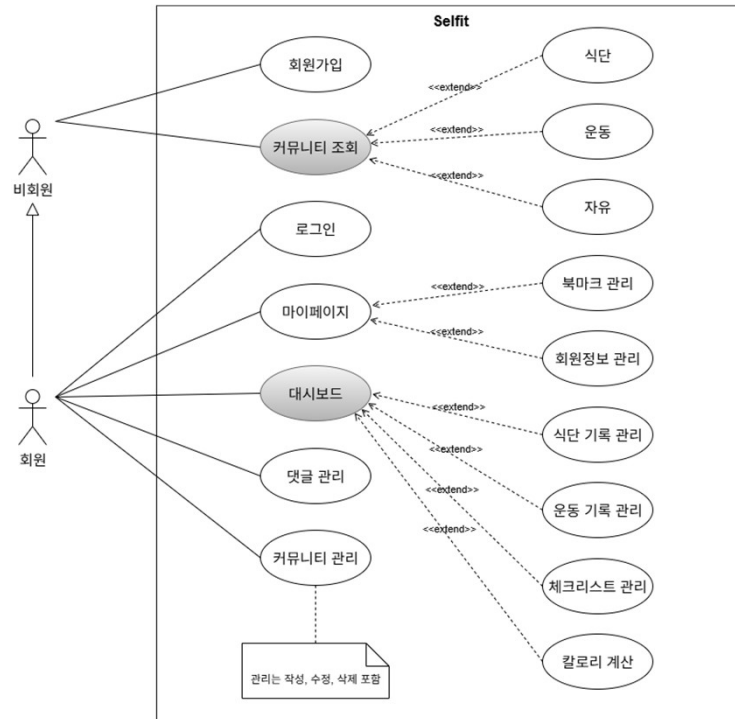 Selfit
회원가입
식단
<<extend>>
커뮤니티 조회
<<extend>>
운동
<<extend>>
자유
비회원
로그인
마이페이지
<<extend>>
북마크 관리
<<extend>>
회원정보 관리
대시보드
<<extend>>
식단 기록 관리
<<extend>>
운동 기록 관리
<<extend>>
체크리스트 관리
<<extend>>
칼로리 계산
회원
댓글 관리
커뮤니티 관리
관리는 작성, 수정, 삭제 포함